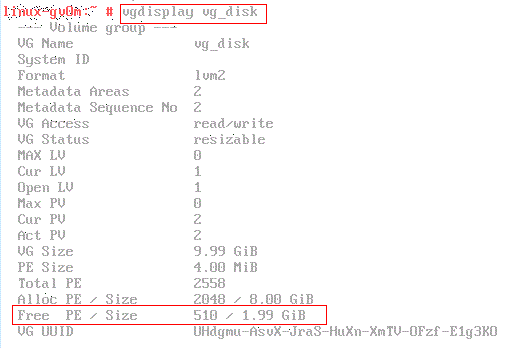 linux-gv0m:~ # vgdisplay vg_disk
--- Volume group ---
VG Name vg_disk
System ID
Format lvm2
Metadata Areas 2
Metadata Sequence No 2
VG Access read/write
VG Status resizable
MAX LV 0
Cur LV 1
Open LV 1
Max PV 0
Cur PV 2
Act PV 2
VG Size 9.99 GiB
PE Size 4.00 MiB
Total PE 2558
Alloc PE / Size 2048 / 8.00 GiB
Free PE / Size 510 / 1.99 GiB
VG UUID UHdgmu-AsvX-JraS-HuXn-XmTV-OFzf-E1g3KO